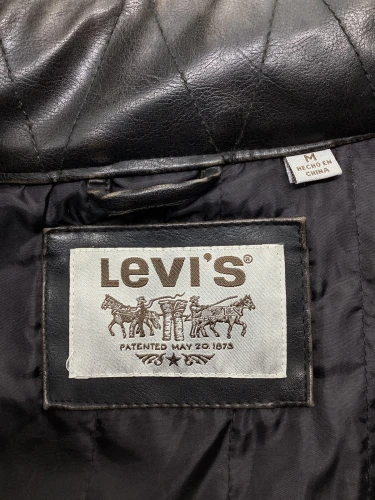 M
HECHO EN
CHINA
LEVI'S®
PATENTED MAY 20 1873